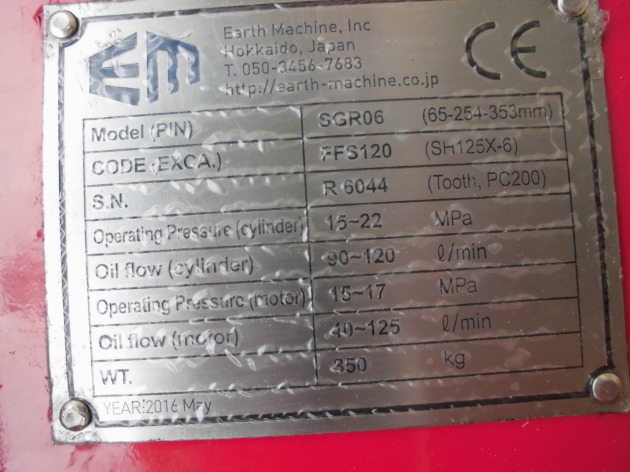 EM
Earth Machine, Inc
Hokkaido, Japan
T. 050-3456-7683
http://earth-machine.co.jp
CE
Model (PIN) SGR06 (65-254-353mm)
CODE (EXCA.) FFS120 (SH125X-6)
S.N. R 6044 (Tooth, PC200)
Operating Pressure (cylinder) 15~22 MPa
Oil flow (cylinder) 90~120 ℓ/min
Operating Pressure (motor) 15~17 MPa
Oil flow (motor) 40~125 ℓ/min
WT. 350 kg
YEAR:2016 May